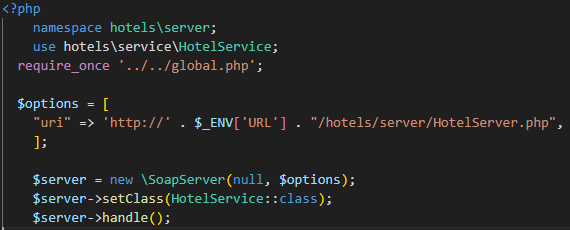 <?php
namespace hotels\server;
use hotels\service\HotelService;
require_once '../../global.php';
$options = [
"uri" => 'http://' . $_ENV['URL'] . "/hotels/server/HotelServer.php",
];
$server = new \SoapServer(null, $options);
$server->setClass(HotelService::class);
$server->handle();